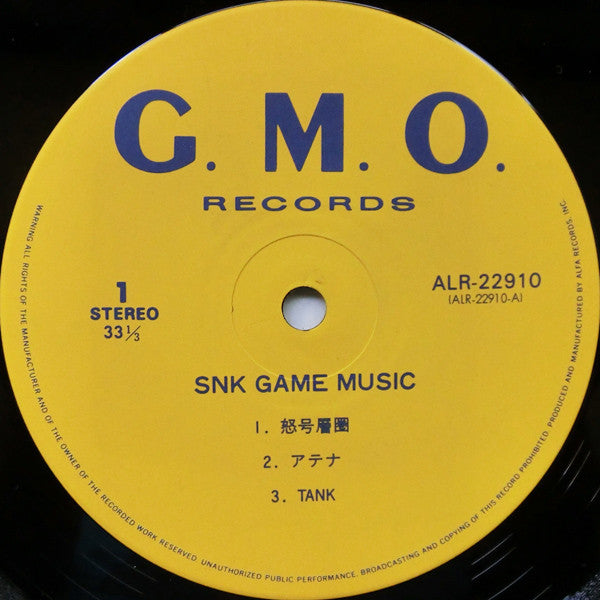 G. M. O.
RECORDS
1
STEREO
33 1/3
ALR-22910
(ALR-22910-A)
SNK GAME MUSIC
1. 怒号層圏
2. アテナ
3. TANK
WARNING ALL RIGHTS OF THE MANUFACTURER AND OF THE OWNER OF THE RECORDED WORK RESERVED. UNAUTHORIZED PUBLIC PERFORMANCE. BROADCASTING AND COPYING OF THIS RECORD PROHIBITED. PRODUCED AND MANUFACTURED BY ALFA RECORDS, INC.